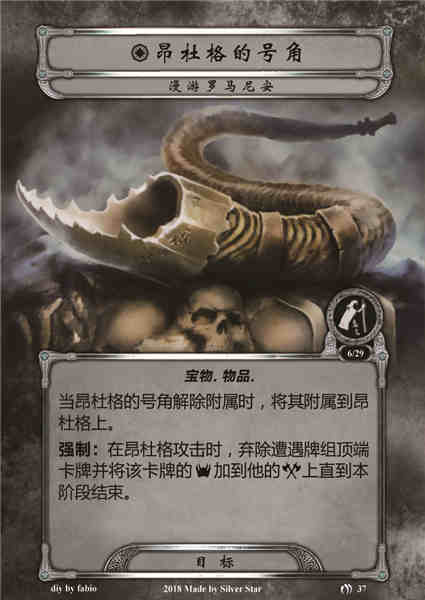 昂杜格的号角
漫游罗马尼安
6/29
宝物. 物品.
当昂杜格的号角解除附属时，将其附属到昂
杜格上。
强制：在昂杜格攻击时，弃除遭遇牌组顶端
卡牌并将该卡牌的加到他的上直到本
阶段结束。
目标
diy by fabio
2018 Made by Silver Star
37